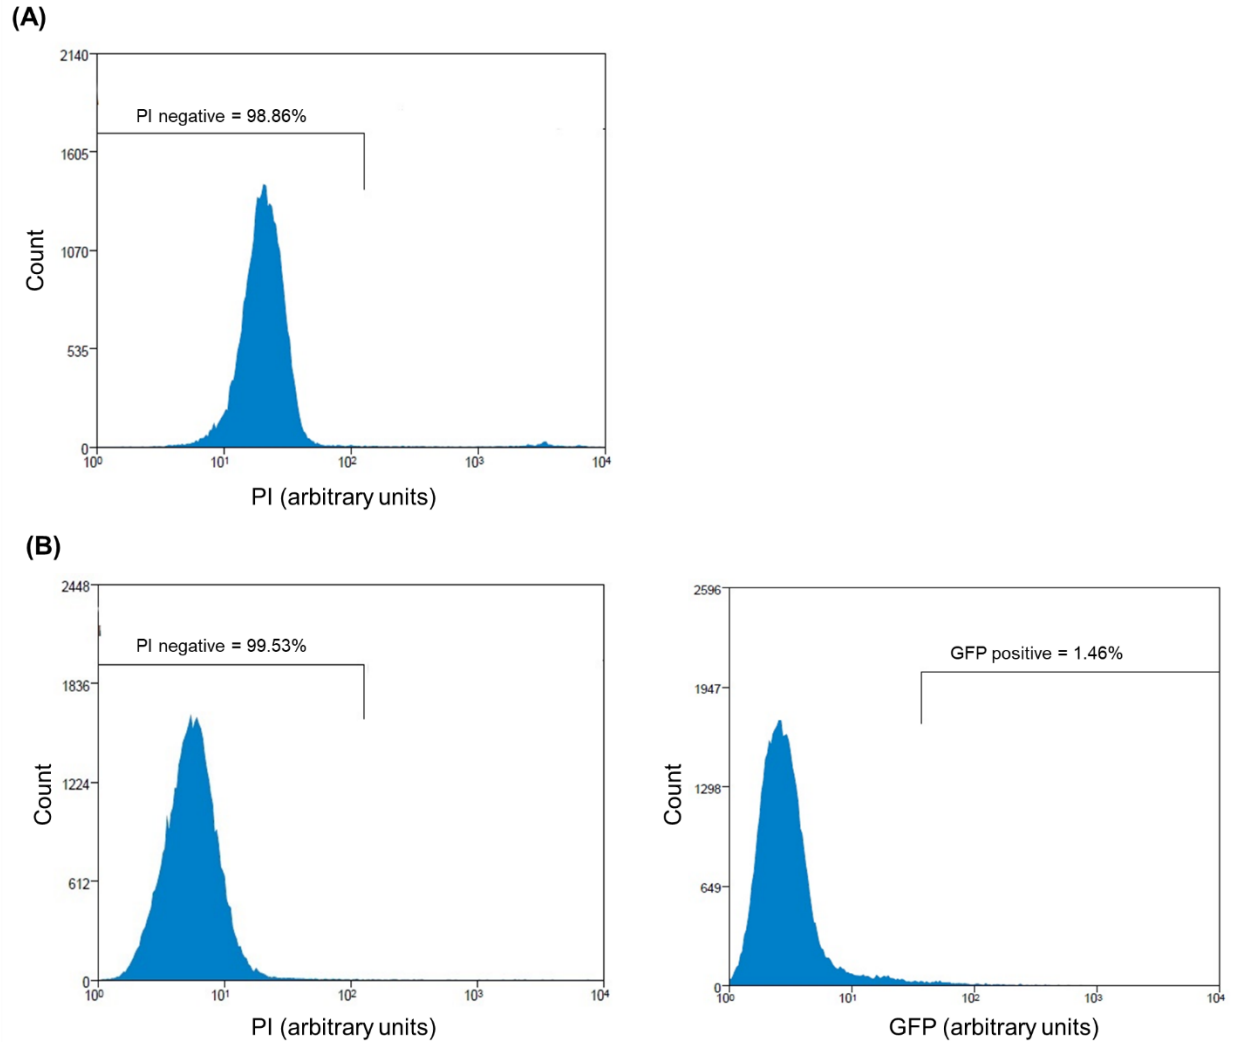 (A)
2140
PI negative = 98.86%
1605
1070
535
0
Count
10⁰ 10¹ 10² 10³ 10⁴
PI (arbitrary units)
(B)
2448
PI negative = 99.53%
1836
1224
612
0
Count
10⁰ 10¹ 10² 10³ 10⁴
PI (arbitrary units)
2596
GFP positive = 1.46%
1947
1298
649
0
Count
10⁰ 10¹ 10² 10³ 10⁴
GFP (arbitrary units)